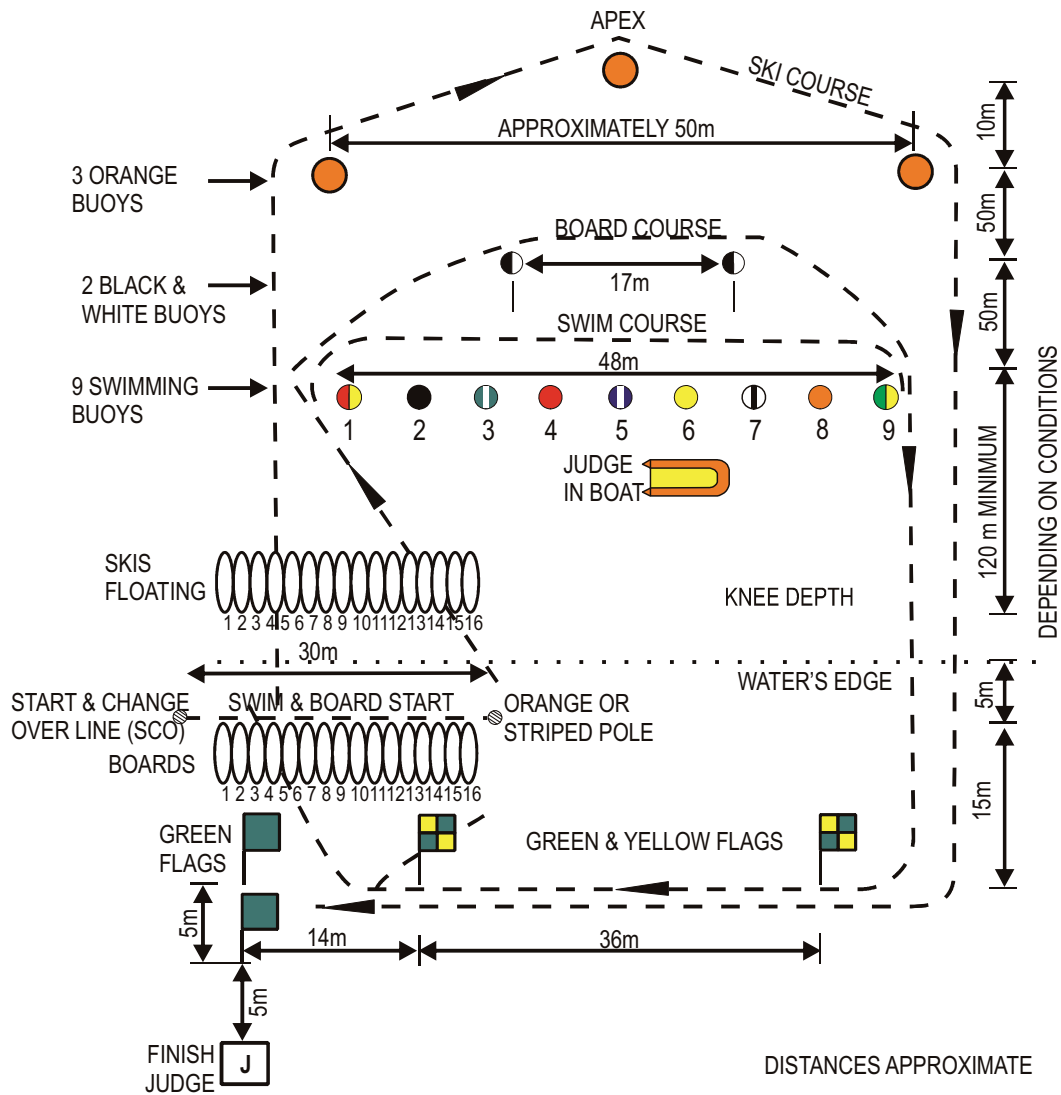 APEX
SKI COURSE
APPROXIMATELY 50m
10m
3 ORANGE
BUOYS
50m
BOARD COURSE
2 BLACK &
WHITE BUOYS
17m
50m
SWIM COURSE
9 SWIMMING
BUOYS
48m
1 2 3 4 5 6 7 8 9
JUDGE
IN BOAT
120 m MINIMUM
DEPENDING ON CONDITIONS
SKIS
FLOATING
KNEE DEPTH
1 2 3 4 5 6 7 8 9 10 11 12 13 14 15 16
30m
WATER'S EDGE
5m
START & CHANGE
OVER LINE (SCO)
SWIM & BOARD START
ORANGE OR
STRIPED POLE
BOARDS
1 2 3 4 5 6 7 8 9 10 11 12 13 14 15 16
15m
GREEN
FLAGS
GREEN & YELLOW FLAGS
5m
14m
36m
5m
FINISH
JUDGE
J
DISTANCES APPROXIMATE